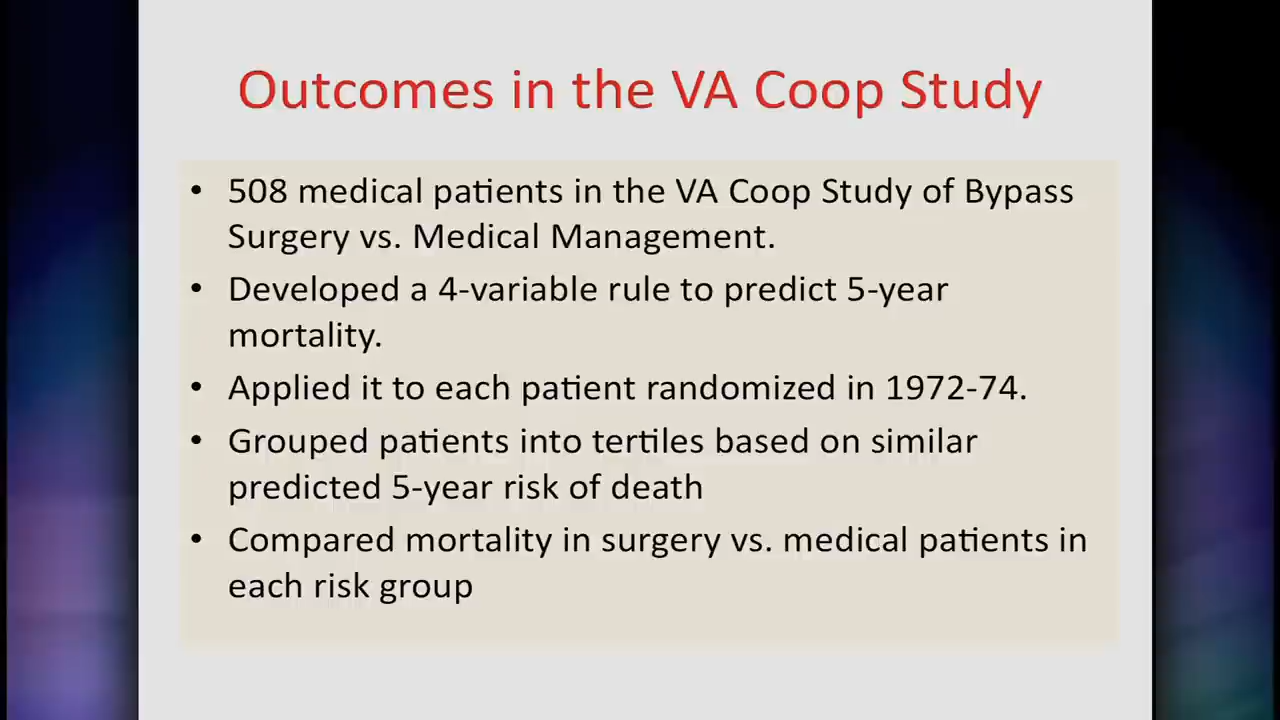 Outcomes in the VA Coop Study
• 508 medical patients in the VA Coop Study of Bypass
Surgery vs. Medical Management.
• Developed a 4-variable rule to predict 5-year
mortality.
• Applied it to each patient randomized in 1972-74.
• Grouped patients into tertiles based on similar
predicted 5-year risk of death
• Compared mortality in surgery vs. medical patients in
each risk group